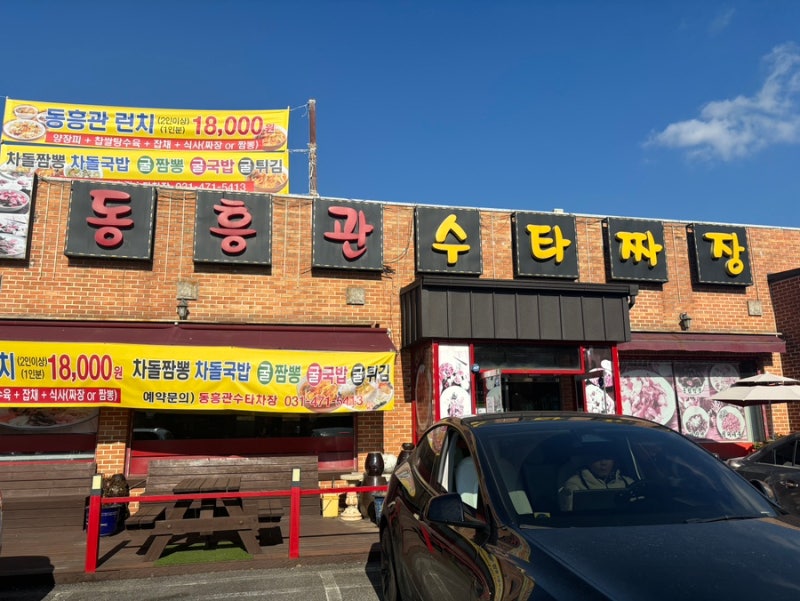 동흥관 런치 (2인이상) (1인분) 18,000원
양장피 + 찹쌀탕수육 + 잡채 + 식사(짜장 or 짬뽕)
차돌짬뽕 차돌국밥 굴짬뽕 굴국밥 굴튀김
031-471-5413
동흥관 수타짜장
치 (2인이상) (1인분) 18,000원
육 + 잡채 + 식사(짜장 or 짬뽕)
차돌짬뽕 차돌국밥 굴짬뽕 굴국밥 굴튀김
예약문의) 동흥관수타차장 031-471-5413